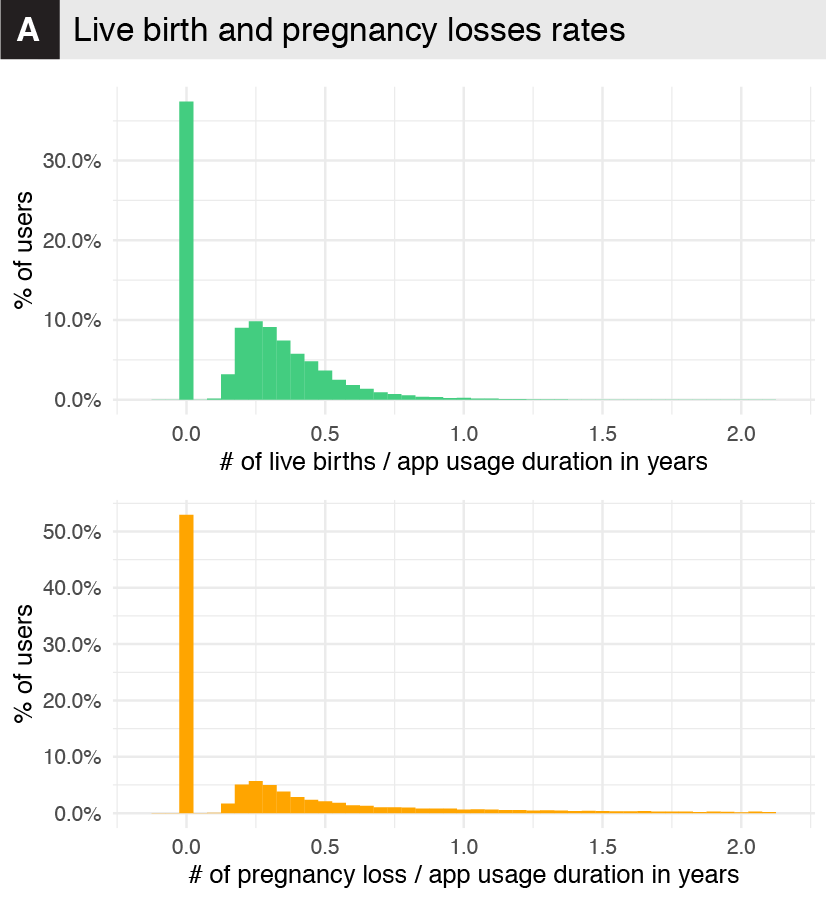 A Live birth and pregnancy losses rates
30.0%
20.0%
10.0%
0.0%
% of users
0.0 0.5 1.0 1.5 2.0
# of live births / app usage duration in years
50.0%
40.0%
30.0%
20.0%
10.0%
0.0%
% of users
0.0 0.5 1.0 1.5 2.0
# of pregnancy loss / app usage duration in years